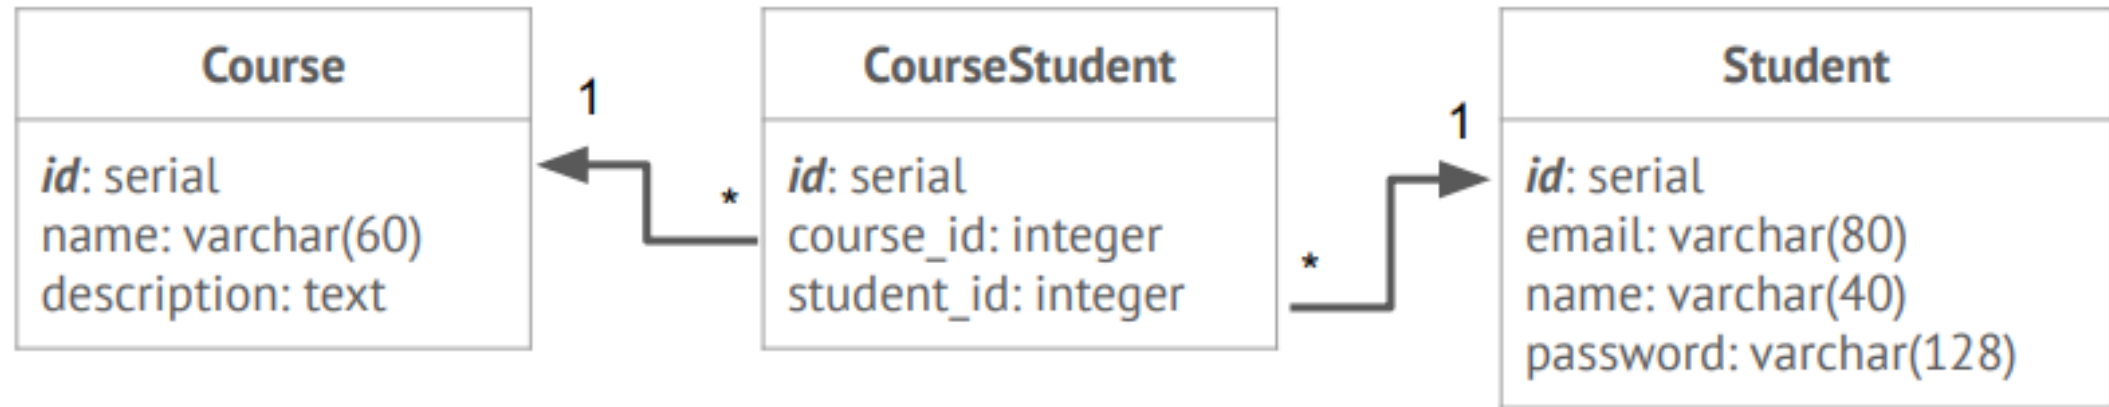 Course
id: serial
name: varchar(60)
description: text
1
*
CourseStudent
id: serial
course_id: integer
student_id: integer
*
1
Student
id: serial
email: varchar(80)
name: varchar(40)
password: varchar(128)